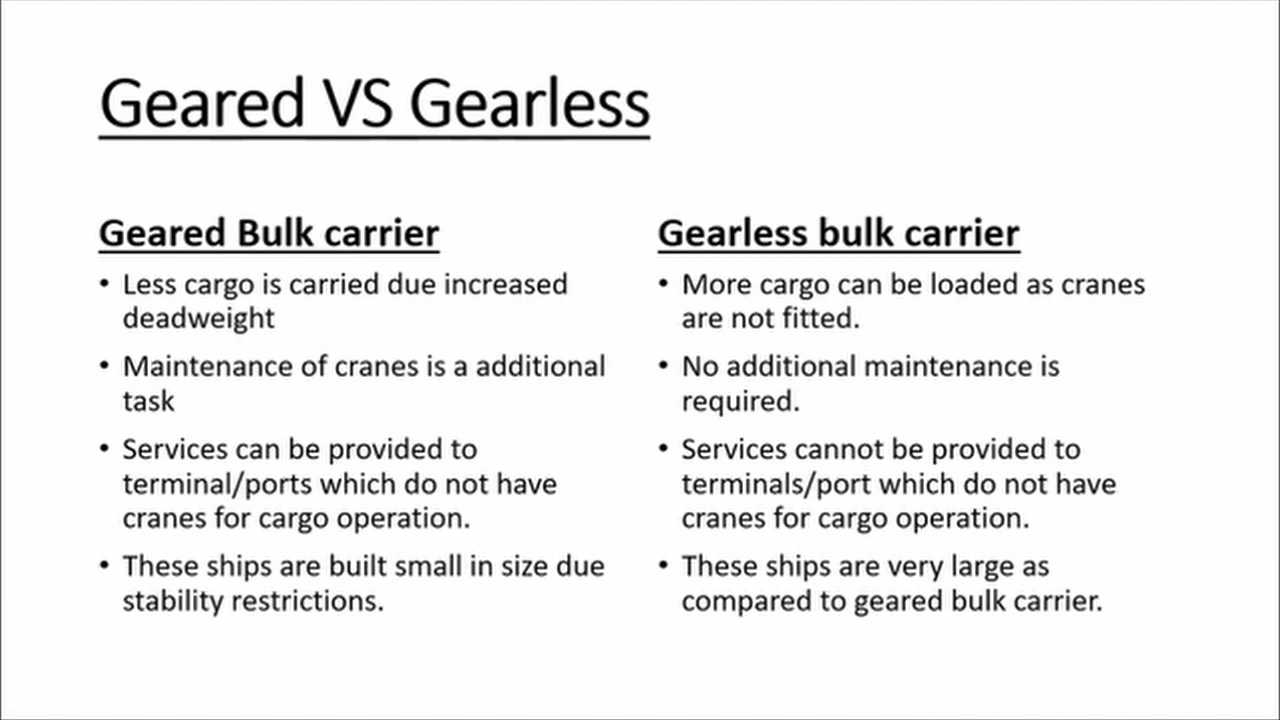 Geared VS Gearless
Geared Bulk carrier
• Less cargo is carried due increased
deadweight
• Maintenance of cranes is a additional
task
• Services can be provided to
terminal/ports which do not have
cranes for cargo operation.
• These ships are built small in size due
stability restrictions.
Gearless bulk carrier
• More cargo can be loaded as cranes
are not fitted.
• No additional maintenance is
required.
• Services cannot be provided to
terminals/port which do not have
cranes for cargo operation.
• These ships are very large as
compared to geared bulk carrier.